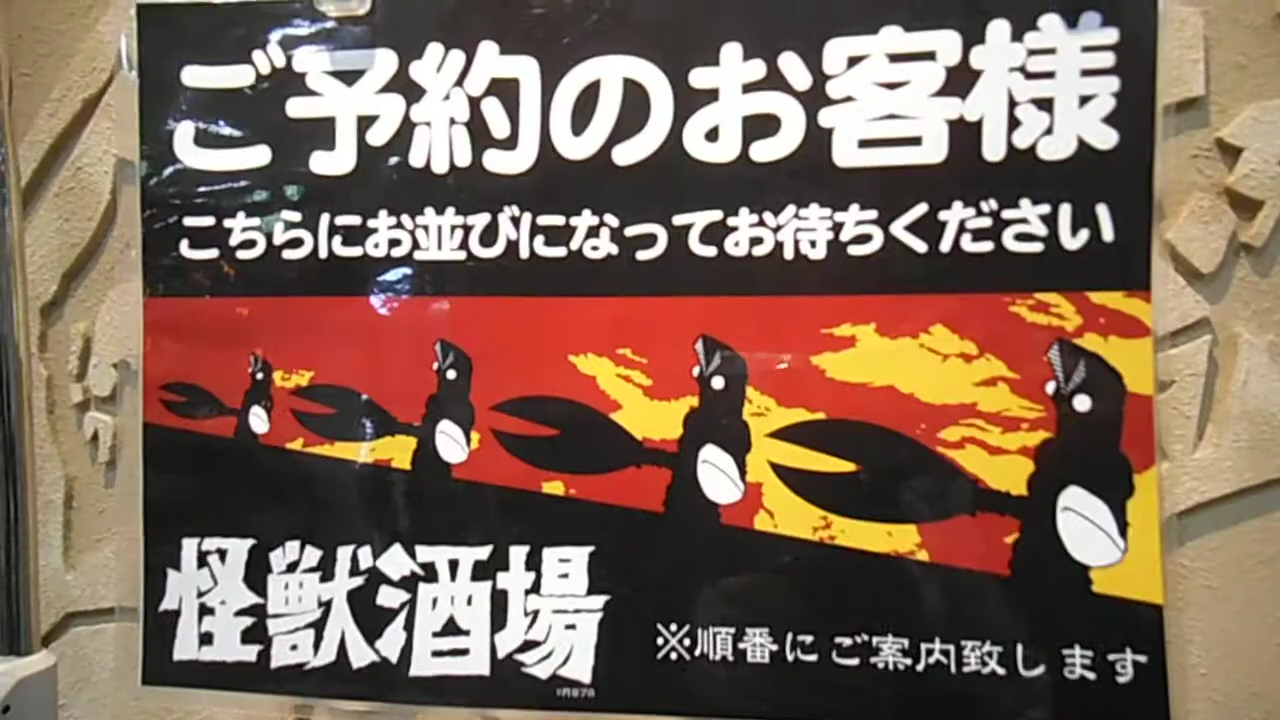 ご予約のお客様
こちらにお並びになってお待ちください
怪獣酒場
※順番にご案内致します